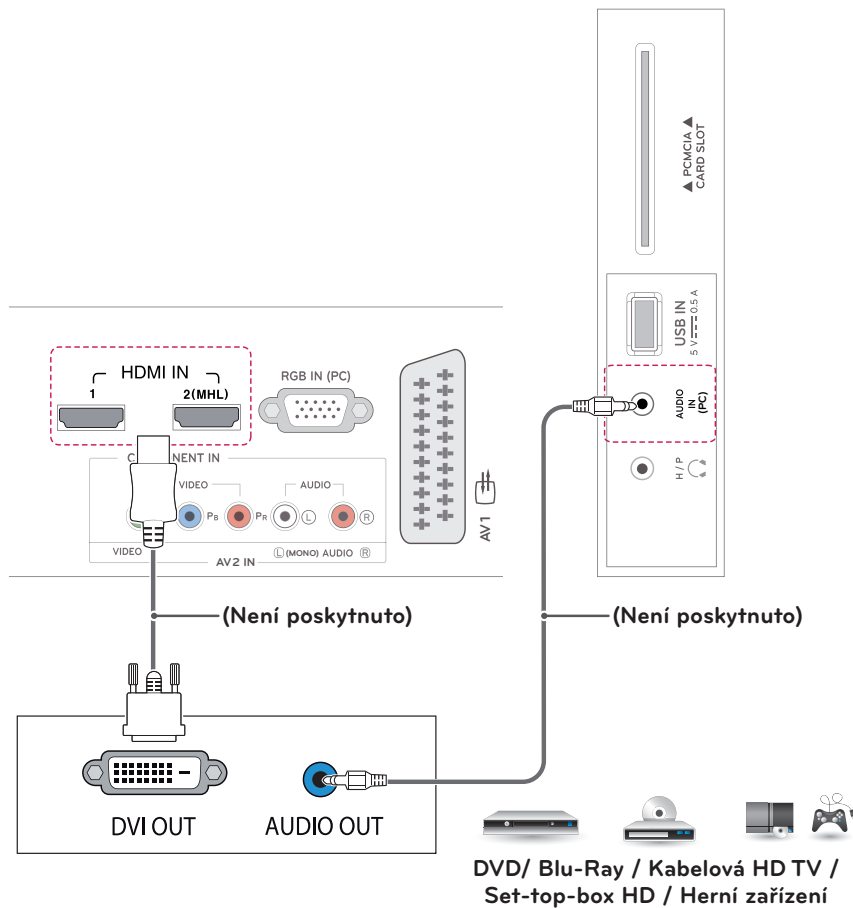 ▲ PCMCIA ▲
CARD SLOT
USB IN
5 V 0.5 A
AUDIO
IN
(PC)
H / P
HDMI IN
1
2(MHL)
RGB IN (PC)
C NENT IN
VIDEO
AUDIO
PB
PR
L
R
VIDEO
L (MONO) AUDIO R
AV2 IN
AV1
(Není poskytnuto)
(Není poskytnuto)
DVI OUT
AUDIO OUT
DVD/ Blu-Ray / Kabelová HD TV /
Set-top-box HD / Herní zařízení